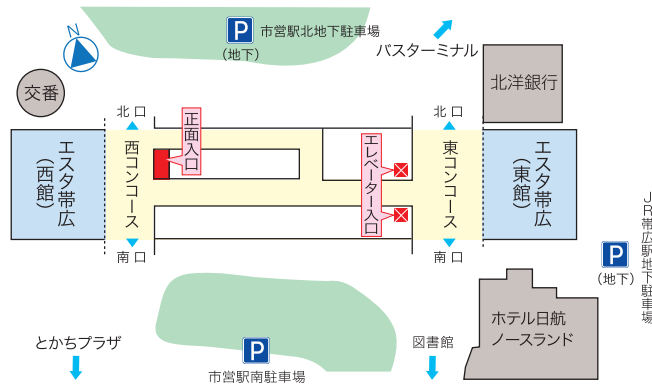 N
P
市営駅北地下駐車場
(地下)
バスターミナル
交番
北洋銀行
北口
正面入口
北口
エスタ帯広
(西館)
西コンコース
エレベーター入口
東コンコース
エスタ帯広
(東館)
南口
南口
JR帯広駅地下駐車場
P
(地下)
ホテル日航
ノースランド
とかちプラザ
P
市営駅南駐車場
図書館